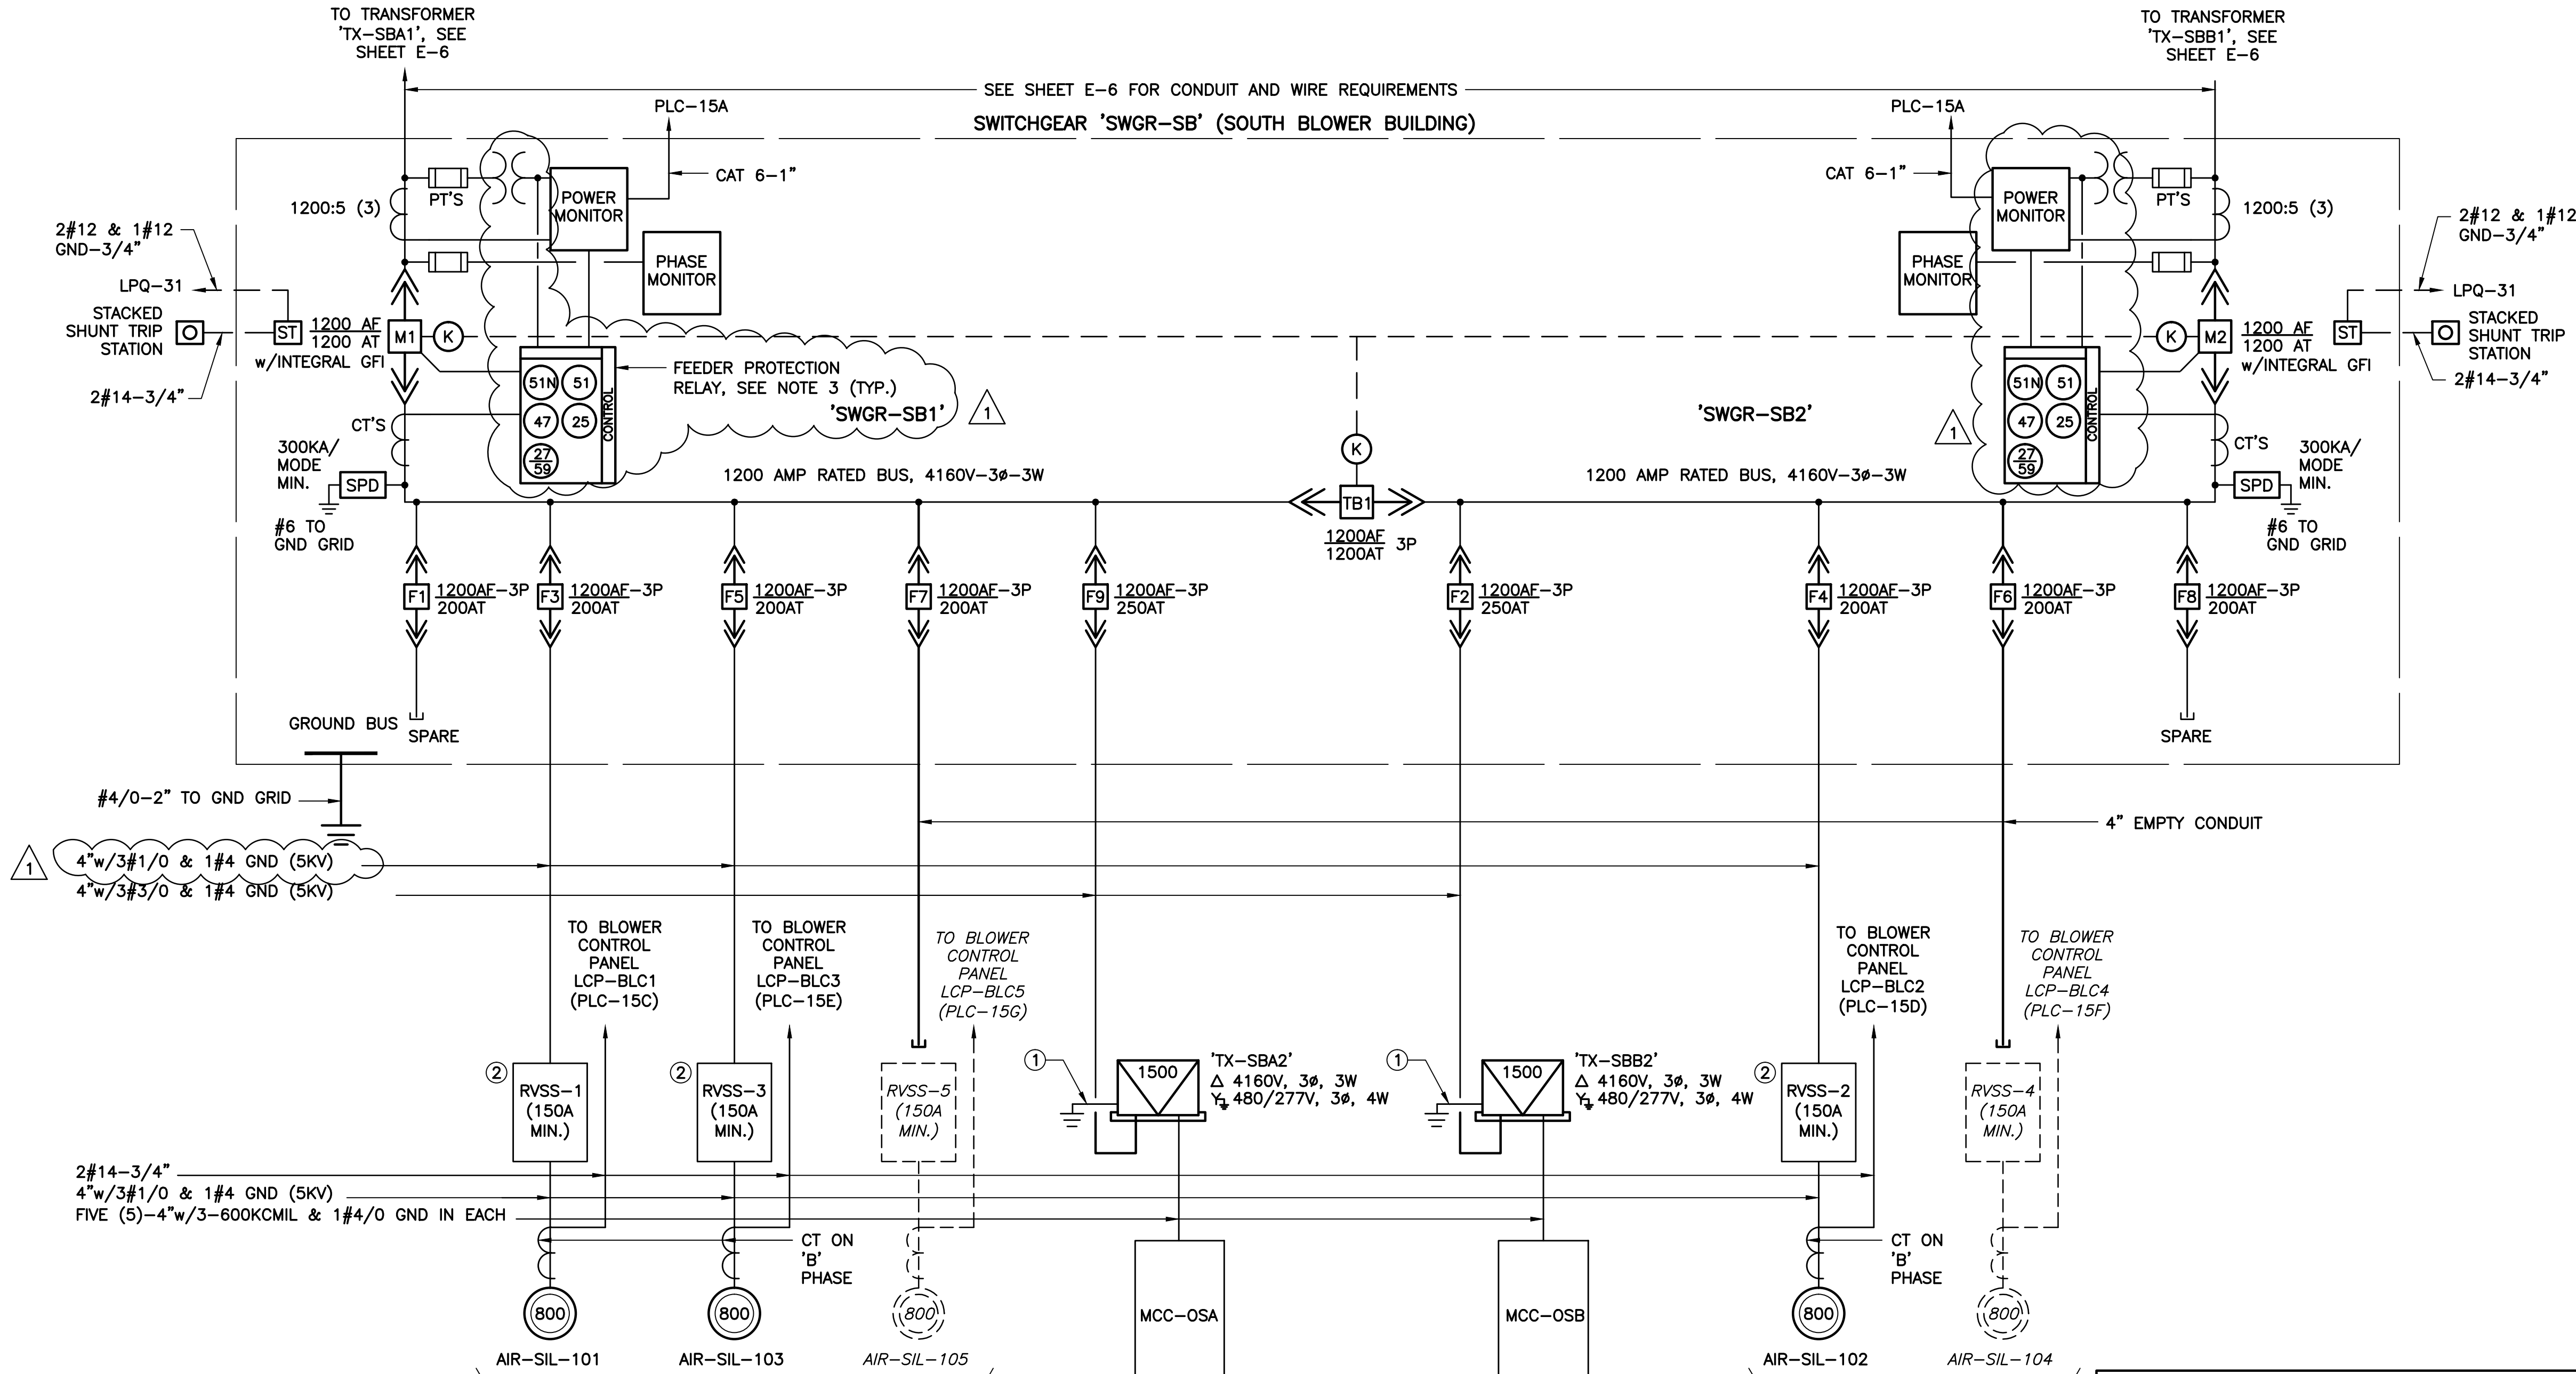 TO TRANSFORMER
'TX-SBA1', SEE
SHEET E-6
TO TRANSFORMER
'TX-SBB1', SEE
SHEET E-6
SEE SHEET E-6 FOR CONDUIT AND WIRE REQUIREMENTS
SWITCHGEAR 'SWGR-SB' (SOUTH BLOWER BUILDING)
PLC-15A
CAT 6-1"
PT'S
1200:5 (3)
POWER
MONITOR
PHASE
MONITOR
2#12 & 1#12
GND-3/4"
LPQ-31
STACKED
SHUNT TRIP
STATION
ST
1200 AF
1200 AT
w/INTEGRAL GFI
M1
K
2#14-3/4"
FEEDER PROTECTION
RELAY, SEE NOTE 3 (TYP.)
51N
51
47
25
27
59
CONTROL
'SWGR-SB1'
1
CT'S
300KA/
MODE
MIN.
SPD
#6 TO
GND GRID
1200 AMP RATED BUS, 4160V-3ø-3W
K
TB1
1200AF
1200AT
3P
PLC-15A
CAT 6-1"
POWER
MONITOR
PT'S
1200:5 (3)
PHASE
MONITOR
2#12 & 1#12
GND-3/4"
LPQ-31
K
M2
1200 AF
1200 AT
w/INTEGRAL GFI
ST
STACKED
SHUNT TRIP
STATION
2#14-3/4"
'SWGR-SB2'
1
51N
51
47
25
27
59
CONTROL
CT'S
300KA/
MODE
MIN.
SPD
#6 TO
GND GRID
1200 AMP RATED BUS, 4160V-3ø-3W
F1
1200AF-3P
200AT
F3
1200AF-3P
200AT
F5
1200AF-3P
200AT
F7
1200AF-3P
200AT
F9
1200AF-3P
250AT
F2
1200AF-3P
250AT
F4
1200AF-3P
200AT
F6
1200AF-3P
200AT
F8
1200AF-3P
200AT
GROUND BUS
SPARE
SPARE
#4/0-2" TO GND GRID
4" EMPTY CONDUIT
1
4"w/3#1/0 & 1#4 GND (5KV)
4"w/3#3/0 & 1#4 GND (5KV)
TO BLOWER
CONTROL
PANEL
LCP-BLC1
(PLC-15C)
TO BLOWER
CONTROL
PANEL
LCP-BLC3
(PLC-15E)
TO BLOWER
CONTROL
PANEL
LCP-BLC5
(PLC-15G)
TO BLOWER
CONTROL
PANEL
LCP-BLC2
(PLC-15D)
TO BLOWER
CONTROL
PANEL
LCP-BLC4
(PLC-15F)
2
RVSS-1
(150A
MIN.)
2
RVSS-3
(150A
MIN.)
RVSS-5
(150A
MIN.)
1
1500
'TX-SBA2'
Δ 4160V, 3ø, 3W
Y 480/277V, 3ø, 4W
1
1500
'TX-SBB2'
Δ 4160V, 3ø, 3W
Y 480/277V, 3ø, 4W
2
RVSS-2
(150A
MIN.)
RVSS-4
(150A
MIN.)
2#14-3/4"
4"w/3#1/0 & 1#4 GND (5KV)
FIVE (5)-4"w/3-600KCMIL & 1#4/0 GND IN EACH
CT ON
'B'
PHASE
CT ON
'B'
PHASE
800
AIR-SIL-101
800
AIR-SIL-103
800
AIR-SIL-105
MCC-OSA
MCC-OSB
800
AIR-SIL-102
800
AIR-SIL-104